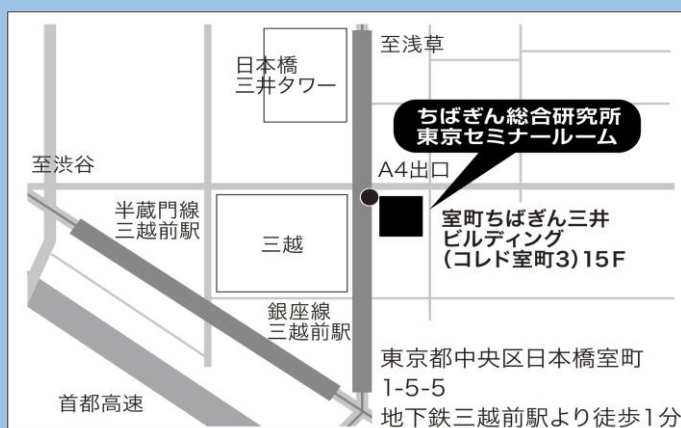 至浅草
日本橋
三井タワー
ちばぎん総合研究所
東京セミナールーム
至渋谷
A4出口
半蔵門線
三越前駅
三越
室町ちばぎん三井
ビルディング
(コレド室町3)15F
銀座線
三越前駅
首都高速
東京都中央区日本橋室町
1-5-5
地下鉄三越前駅より徒歩1分